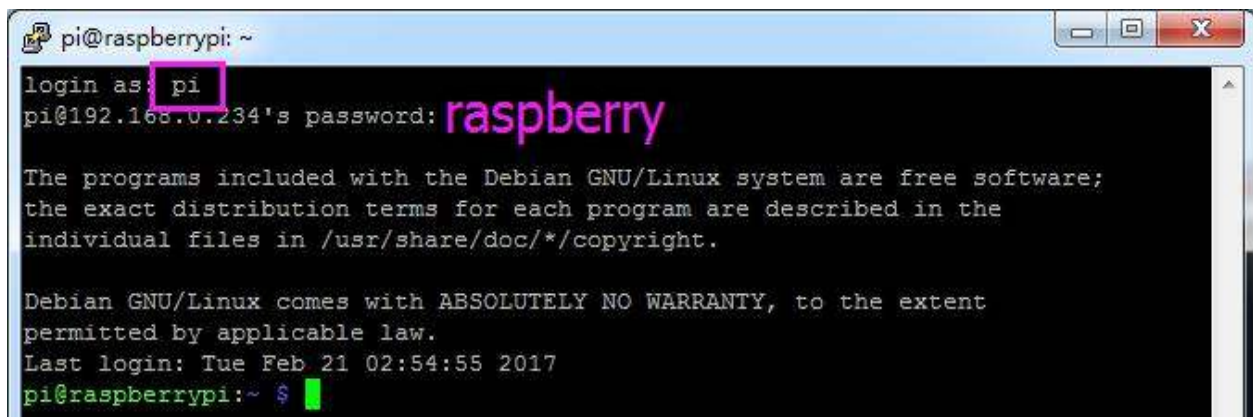 pi@raspberrypi: ~
login as: pi
pi@192.168.0.234's password: raspberry
The programs included with the Debian GNU/Linux system are free software;
the exact distribution terms for each program are described in the
individual files in /usr/share/doc/*/copyright.
Debian GNU/Linux comes with ABSOLUTELY NO WARRANTY, to the extent
permitted by applicable law.
Last login: Tue Feb 21 02:54:55 2017
pi@raspberrypi:~ $